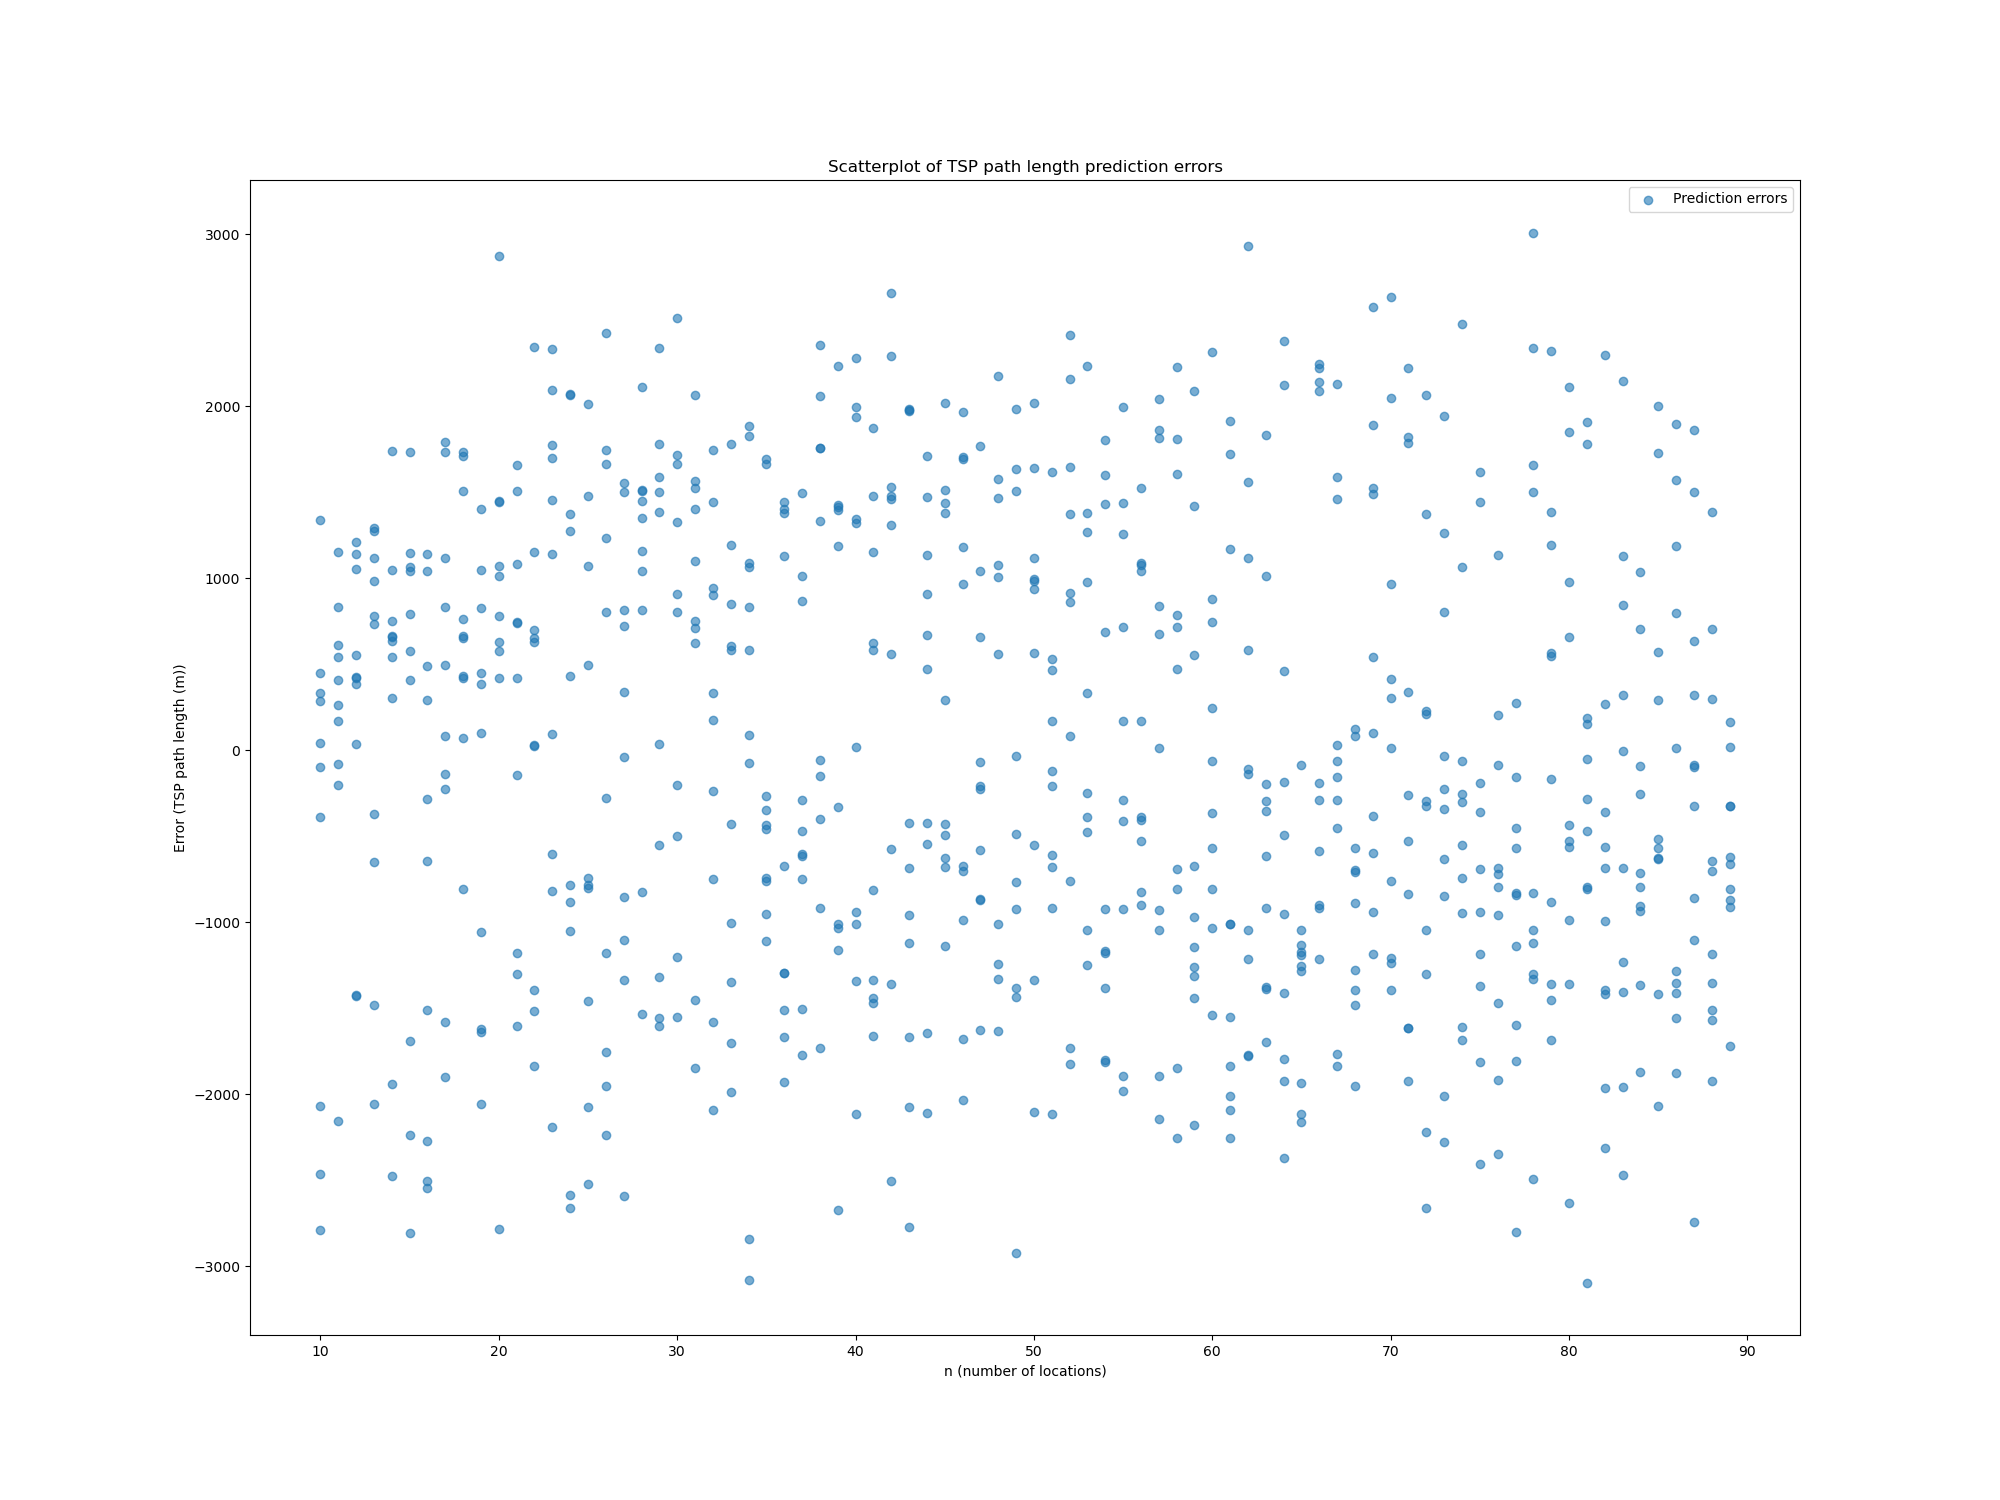 Scatterplot of TSP path length prediction errors
Prediction errors
3000
2000
1000
0
−1000
−2000
−3000
Error (TSP path length (m))
10 20 30 40 50 60 70 80 90
n (number of locations)